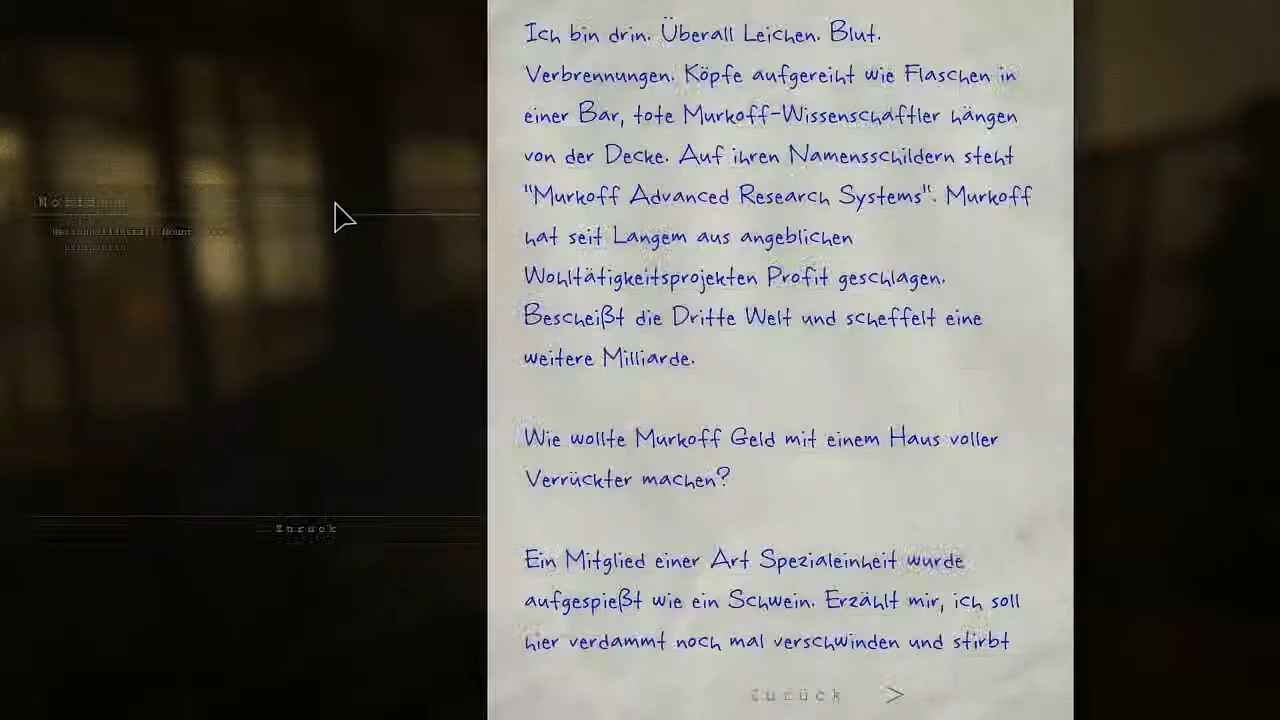 Ich bin drin. Überall Leichen. Blut.
Verbrennungen. Köpfe aufgereiht wie Flaschen in
einer Bar, tote Murkoff-Wissenschaftler hängen
von der Decke. Auf ihren Namensschildern steht
"Murkoff Advanced Research Systems". Murkoff
hat seit Langem aus angeblichen
Wohltätigkeitsprojekten Profit geschlagen.
Bescheißt die Dritte Welt und scheffelt eine
weitere Milliarde.
Wie wollte Murkoff Geld mit einem Haus voller
Verrückter machen?
Ein Mitglied einer Art Spezialeinheit wurde
aufgespießt wie ein Schwein. Erzählt mir, ich soll
hier verdammt noch mal verschwinden und stirbt
Zurück >
Zurück